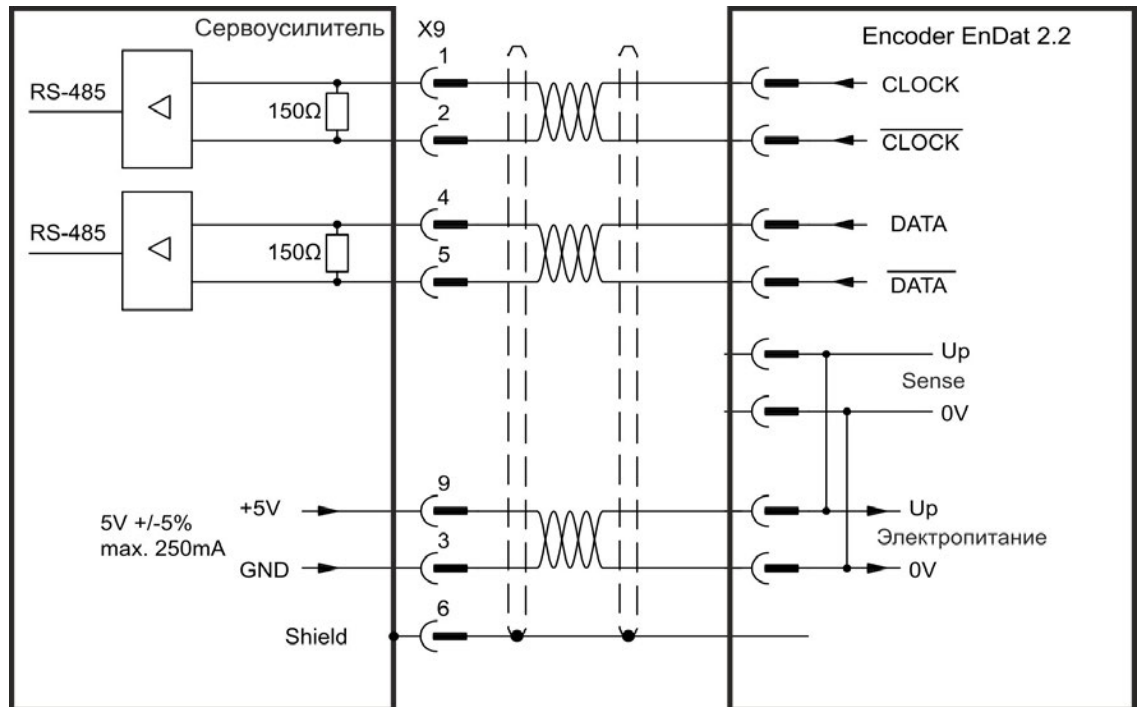 Сервоусилитель
X9
Encoder EnDat 2.2
1
RS-485
150Ω
CLOCK
2
CLOCK
4
RS-485
150Ω
DATA
5
DATA
Up
Sense
0V
9
+5V
Up
5V +/-5%
max. 250mA
Электропитание
3
GND
0V
6
Shield